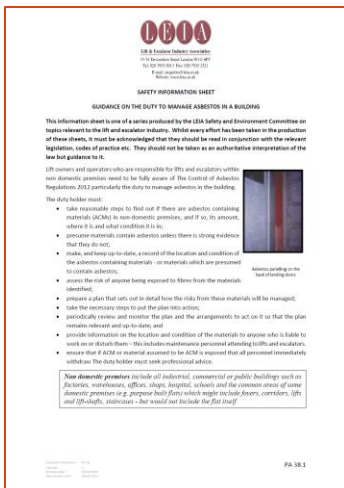 LEIA
Lift & Escalator Industry Association
33-34 Devonshire Street London W1G 6PY
SAFETY INFORMATION SHEET
GUIDANCE ON THE DUTY TO MANAGE ASBESTOS IN A BUILDING
This information sheet is one of a series produced by the LEIA Safety and Environment Committee on
topics relevant to the lift and escalator industry. Whilst every effort has been taken in the production
of these sheets, it must be acknowledged that they should be read in conjunction with the relevant
legislation, codes of practice etc. They should not be taken as an authoritative interpretation of the
law but guidance to it.
Lift owners and operators who are responsible for lifts and escalators within
non domestic premises need to be fully aware of The Control of Asbestos
Regulations 2012 particularly the duty to manage asbestos in the building.
The duty holder must:
• take reasonable steps to find out if there are asbestos containing
materials (ACMs) in non-domestic premises, and if so, its amount,
where it is and what condition it is in;
• presume materials contain asbestos unless there is strong evidence
that they do not;
• make, and keep up-to-date, a record of the location and condition of
the asbestos containing materials - or materials which are presumed
to contain asbestos;
Asbestos panelling on the
back of landing doors
• assess the risk of anyone being exposed to fibres from the materials
identified;
• prepare a plan that sets out in detail how the risks from these materials will be managed;
• take the necessary steps to put the plan into action;
• periodically review and monitor the plan and the arrangements to act on it so that the plan
remains relevant and up-to-date; and
• provide information on the location and condition of the materials to anyone who is liable to
work on or disturb them – this includes maintenance personnel attending to lifts and escalators.
• ensure that if ACM or material assumed to be ACM is exposed that all personnel immediately
withdraw The duty holder must seek professional advice.
Non domestic premises include all industrial, commercial or public buildings such as
factories, warehouses, offices, shops, hospital, schools and the common areas of some
domestic premises (e.g. purpose built flats) which might include foyers, corridors, lifts
and lift-shafts, staircases - but would not include the flat itself.
PA 38.1